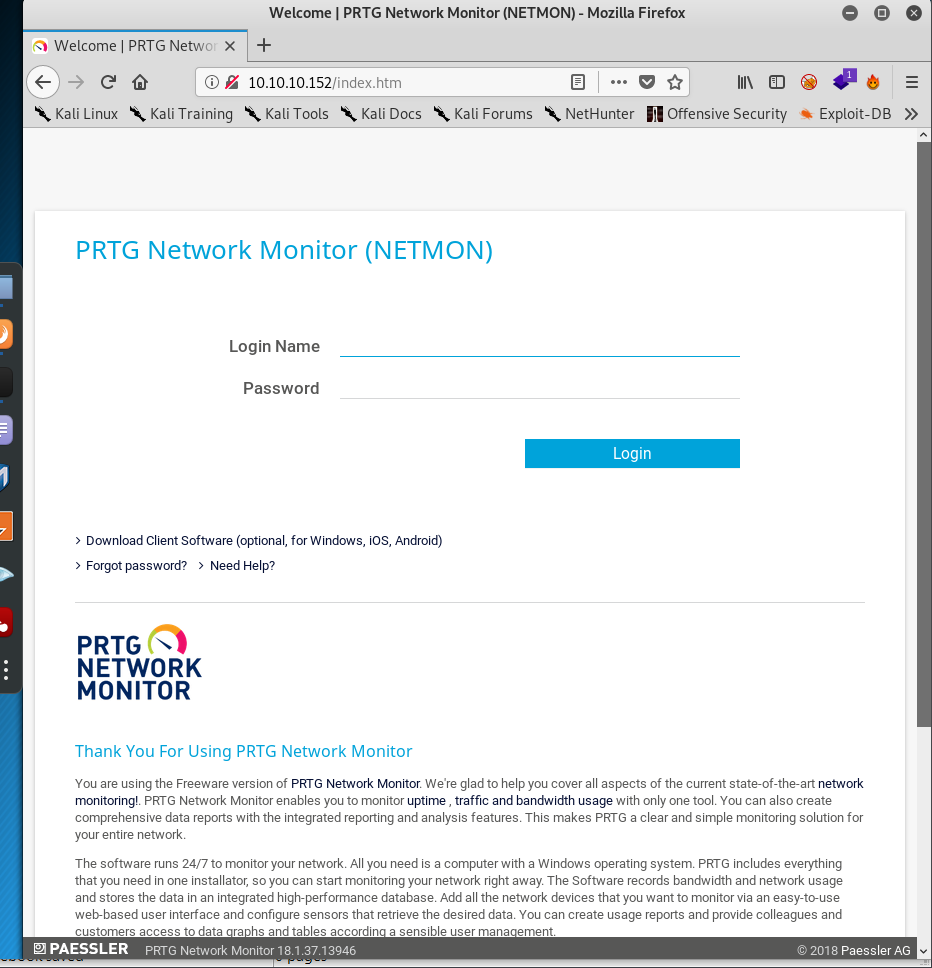 Welcome | PRTG Network Monitor (NETMON) - Mozilla Firefox
Welcome | PRTG Networ
10.10.10.152/index.htm
1
Kali Linux Kali Training Kali Tools Kali Docs Kali Forums NetHunter Offensive Security Exploit-DB
PRTG Network Monitor (NETMON)
Login Name
Password
Login
Download Client Software (optional, for Windows, iOS, Android)
Forgot password? Need Help?
PRTG
NETWORK
MONITOR
Thank You For Using PRTG Network Monitor
You are using the Freeware version of PRTG Network Monitor. We're glad to help you cover all aspects of the current state-of-the-art network
monitoring!. PRTG Network Monitor enables you to monitor uptime , traffic and bandwidth usage with only one tool. You can also create
comprehensive data reports with the integrated reporting and analysis features. This makes PRTG a clear and simple monitoring solution for
your entire network.
The software runs 24/7 to monitor your network. All you need is a computer with a Windows operating system. PRTG includes everything
that you need in one installator, so you can start monitoring your network right away. The Software records bandwidth and network usage
and stores the data in an integrated high-performance database. Add all the network devices that you want to monitor via an easy-to-use
web-based user interface and configure sensors that retrieve the desired data. You can create usage reports and provide colleagues and
customers access to data graphs and tables according a sensible user management.
PAESSLER PRTG Network Monitor 18.1.37.13946 © 2018 Paessler AG